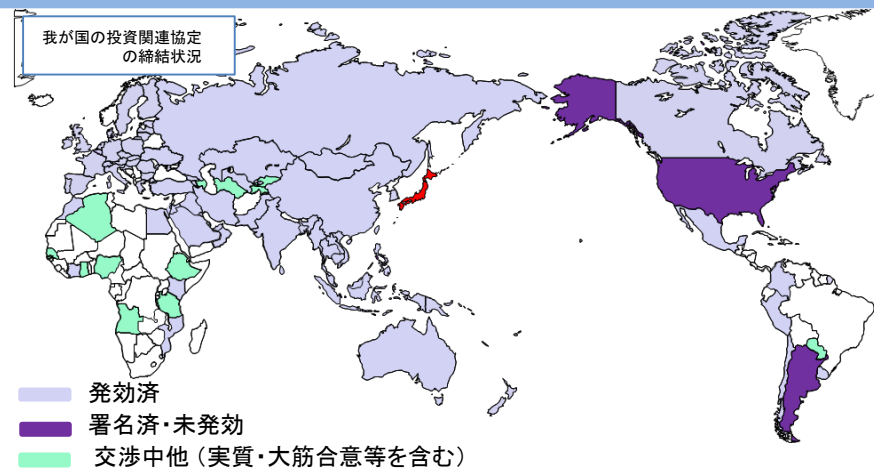 我が国の投資関連協定
の締結状況
発効済
署名済・未発効
交渉中他（実質・大筋合意等を含む）